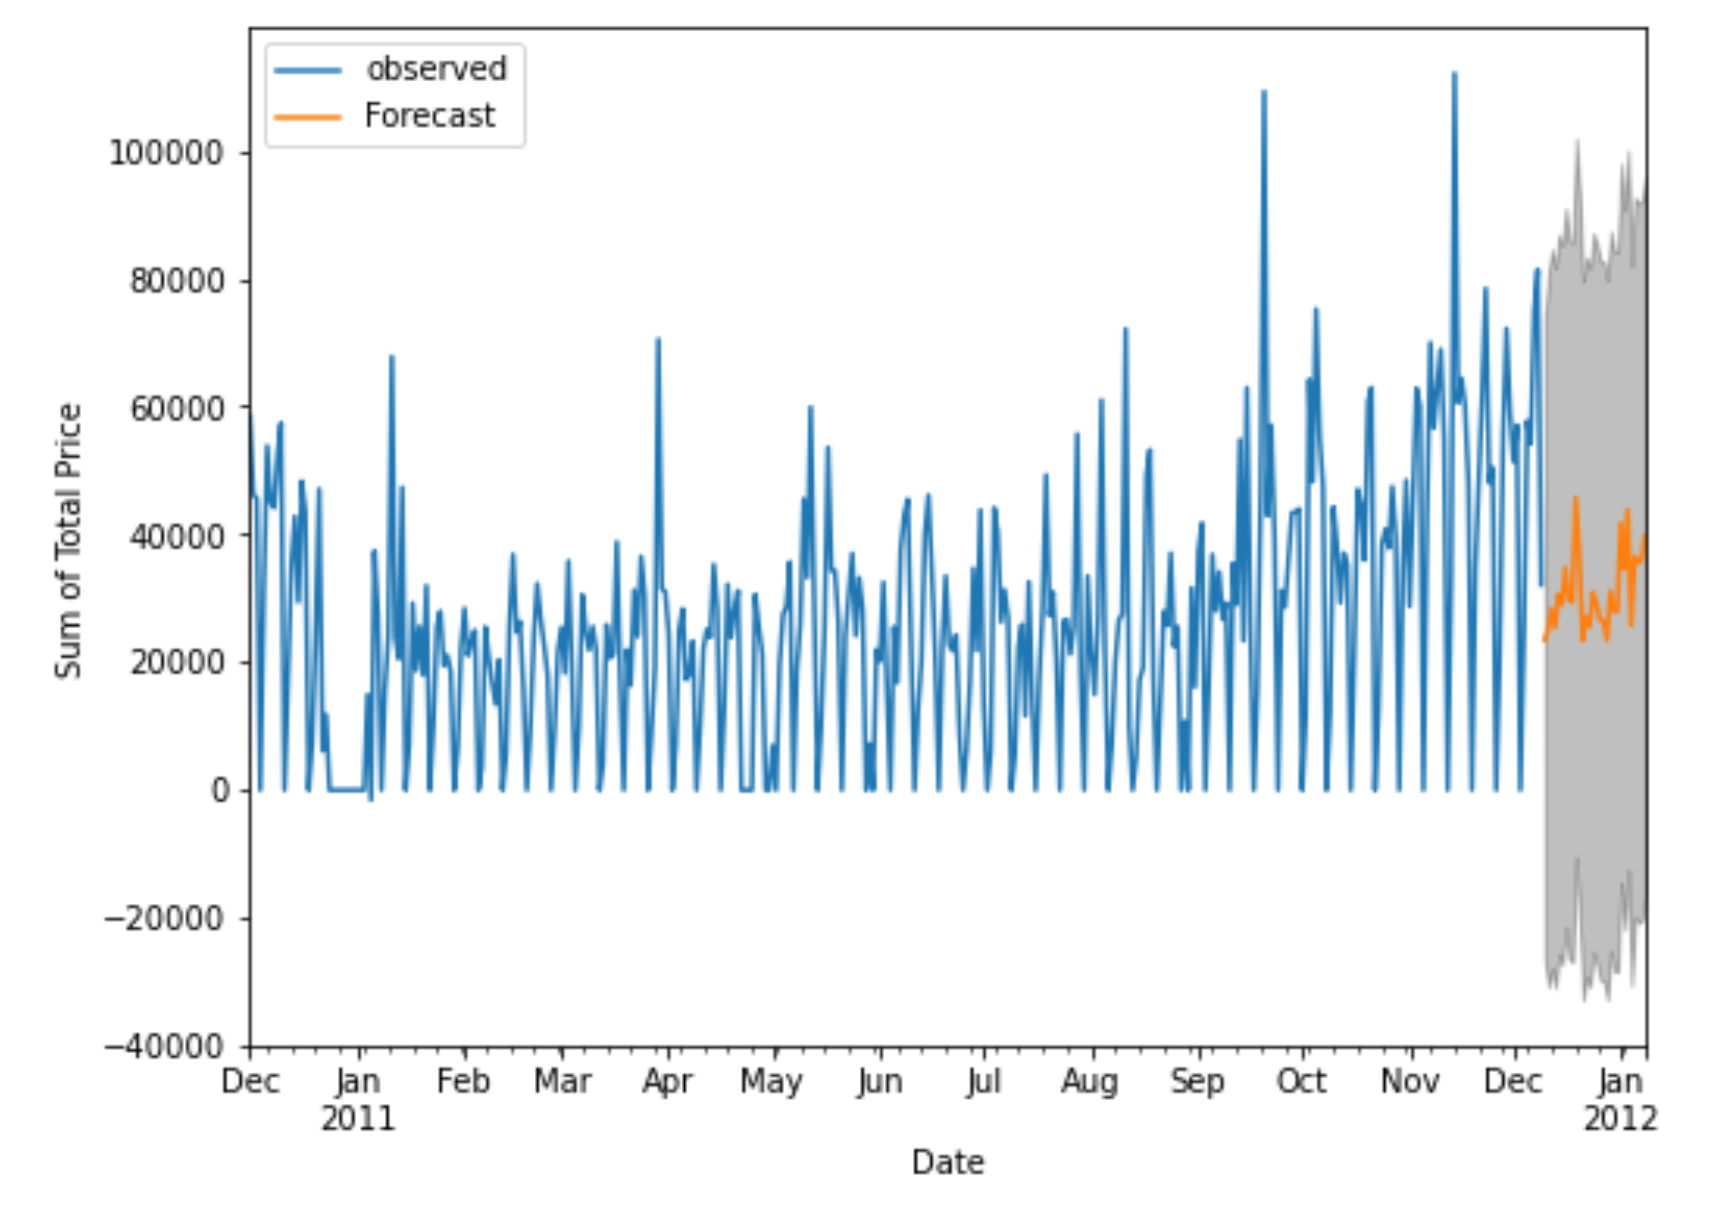 observed
Forecast
100000
80000
60000
40000
20000
0
−20000
−40000
Sum of Total Price
Dec Jan Feb Mar Apr May Jun Jul Aug Sep Oct Nov Dec Jan
2011 2012
Date